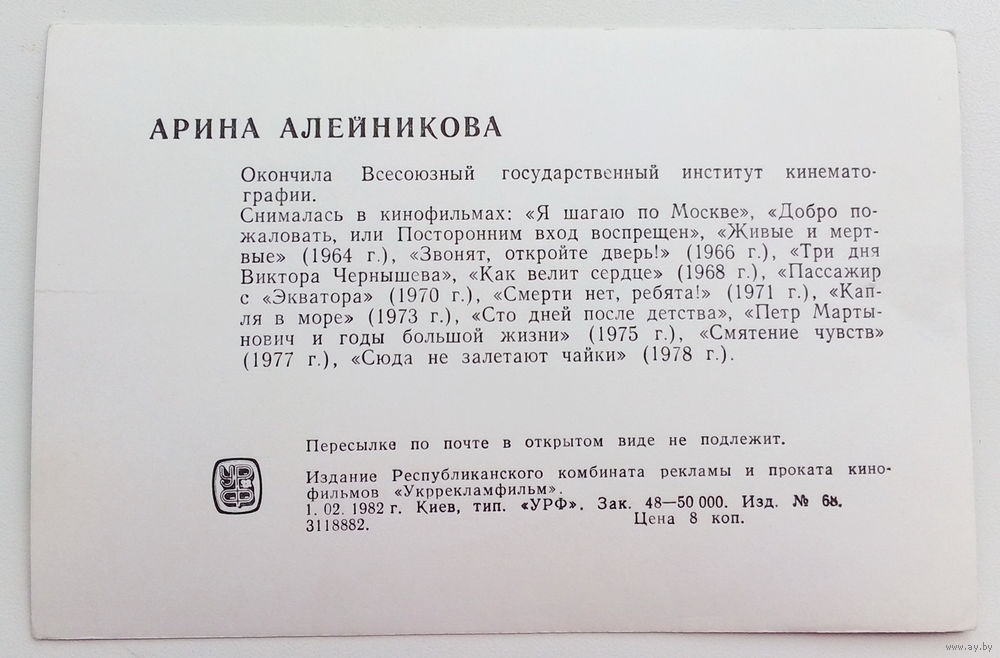 АРИНА АЛЕЙНИКОВА
Окончила Всесоюзный государственный институт кинемато-
графии.
Снималась в кинофильмах: «Я шагаю по Москве», «Добро по-
жаловать, или Посторонним вход воспрещен», «Живые и мерт-
вые» (1964 г.), «Звонят, откройте дверь!» (1966 г.), «Три дня
Виктора Чернышева», «Как велит сердце» (1968 г.), «Пассажир
с «Экватора» (1970 г.), «Смерти нет, ребята!» (1971 г.), «Кап-
ля в море» (1973 г.), «Сто дней после детства», «Петр Марты-
нович и годы большой жизни» (1975 г.), «Смятение чувств»
(1977 г.), «Сюда не залетают чайки» (1978 г.).
Пересылке по почте в открытом виде не подлежит.
Издание Республиканского комбината рекламы и проката кино-
фильмов «Укррекламфильм».
1. 02. 1982 г. Киев, тип. «УРФ». Зак. 48—50 000. Изд. № 68.
3118882. Цена 8 коп.
www.ay.by